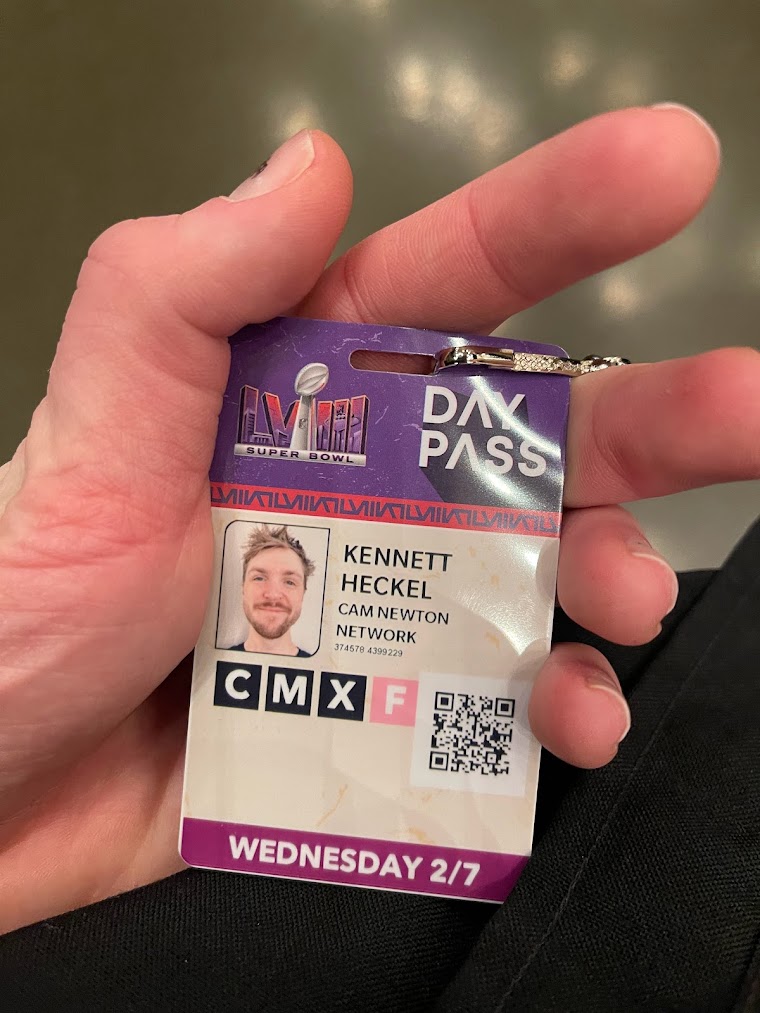 LVIII
SUPER BOWL
DAY
PASS
KENNETT
HECKEL
CAM NEWTON
NETWORK
374578 4399229
C M X F
WEDNESDAY 2/7